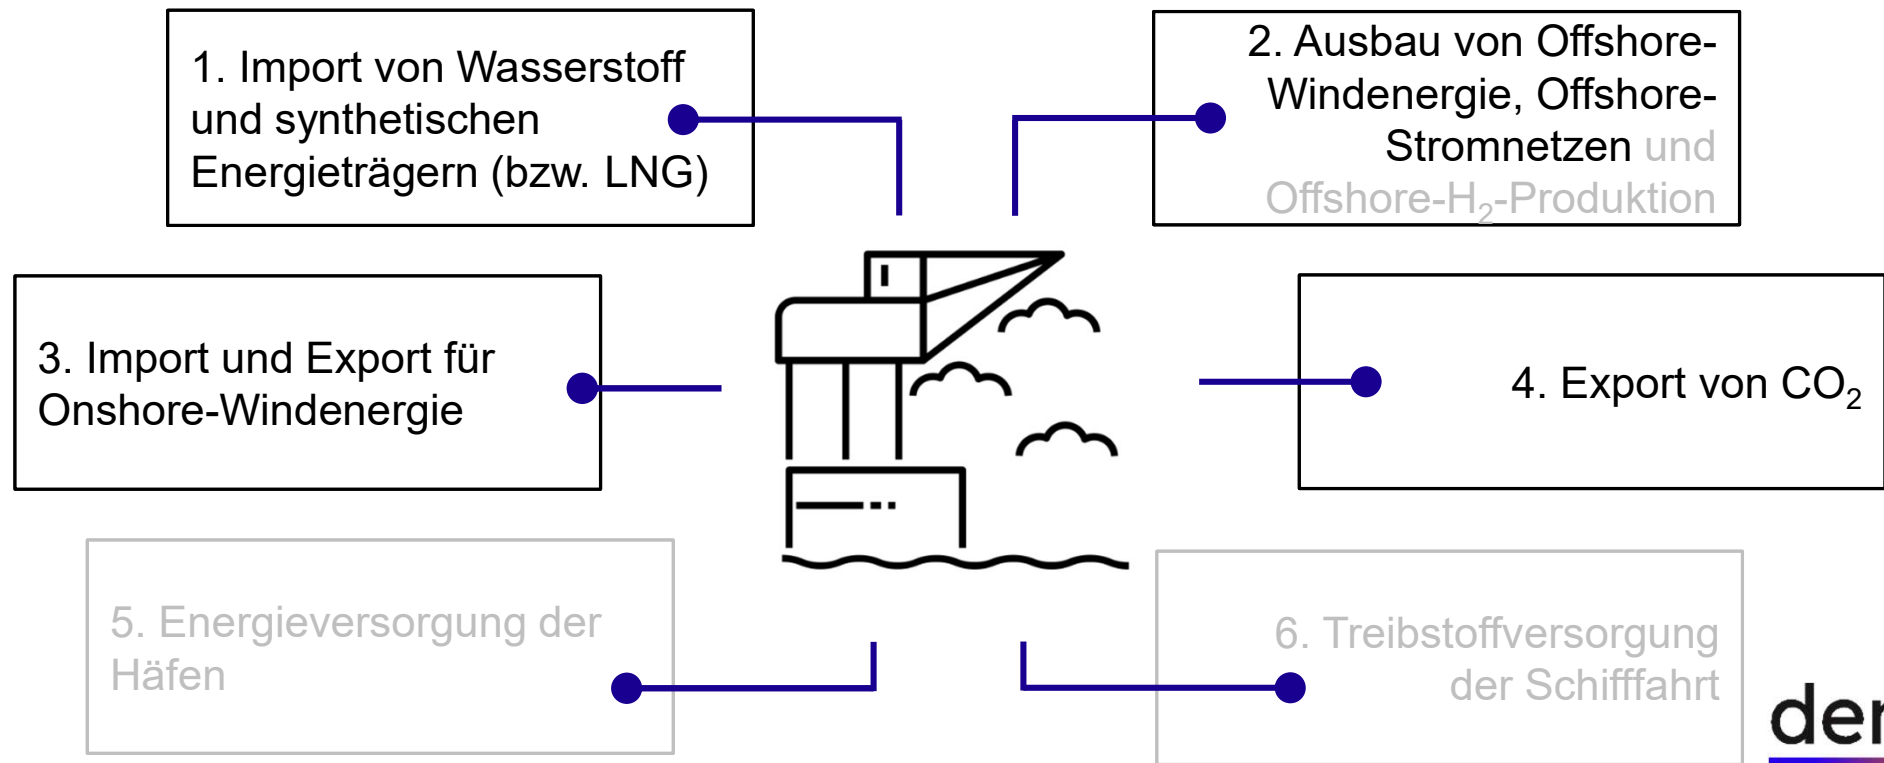 1. Import von Wasserstoff
und synthetischen
Energieträgern (bzw. LNG)
2. Ausbau von Offshore-
Windenergie, Offshore-
Stromnetzen und
Offshore-H₂-Produktion
3. Import und Export für
Onshore-Windenergie
4. Export von CO₂
5. Energieversorgung der
Häfen
6. Treibstoffversorgung
der Schifffahrt